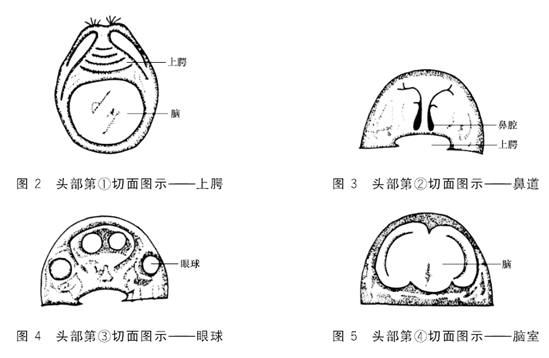 上腭
脑
图 2 头部第①切面图示——上腭
鼻腔
上腭
图 3 头部第②切面图示——鼻道
眼球
图 4 头部第③切面图示——眼球
脑
图 5 头部第④切面图示——脑室